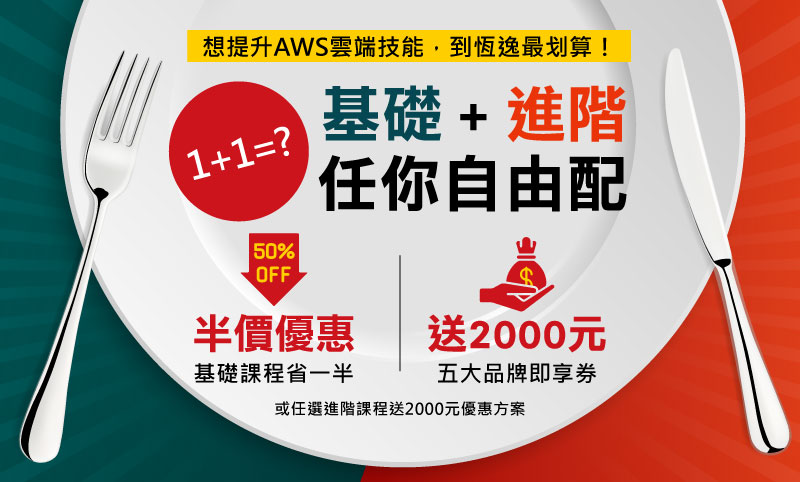 想提升AWS雲端技能，到恆逸最划算！
1+1=?
基礎 + 進階
任你自由配
50%
OFF
半價優惠
基礎課程省一半
$
送2000元
五大品牌即享券
或任選進階課程送2000元優惠方案